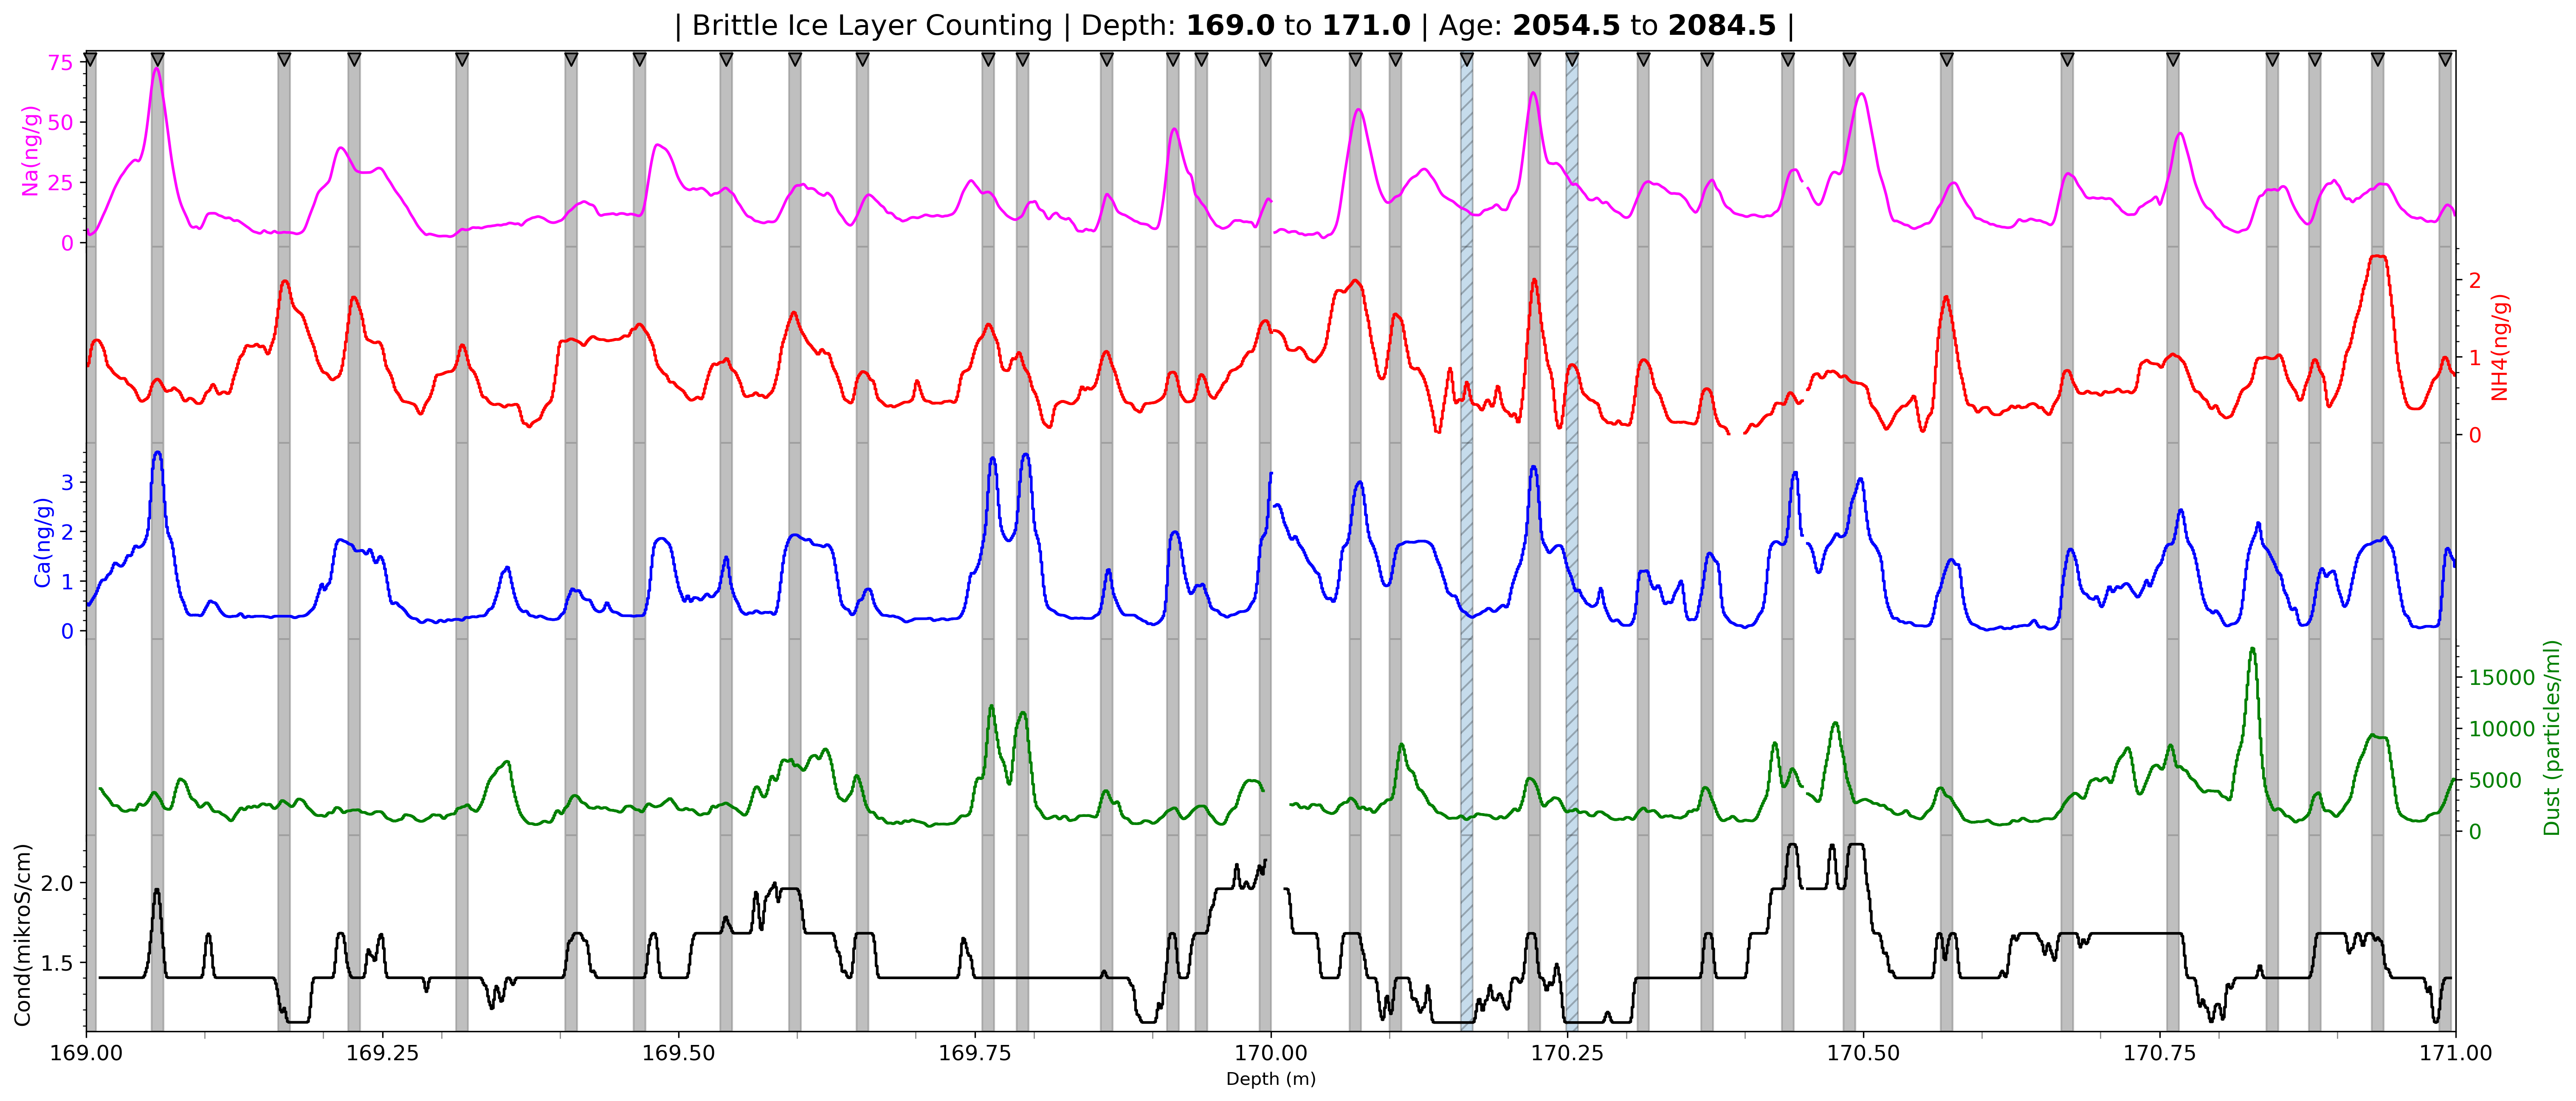 | Brittle Ice Layer Counting | Depth: 169.0 to 171.0 | Age: 2054.5 to 2084.5 |
Na(ng/g)
75
50
25
0
NH4(ng/g)
2
1
0
Ca(ng/g)
3
2
1
0
Dust (particles/ml)
15000
10000
5000
0
Cond(mikroS/cm)
2.0
1.5
169.00 169.25 169.50 169.75 170.00 170.25 170.50 170.75 171.00
Depth (m)